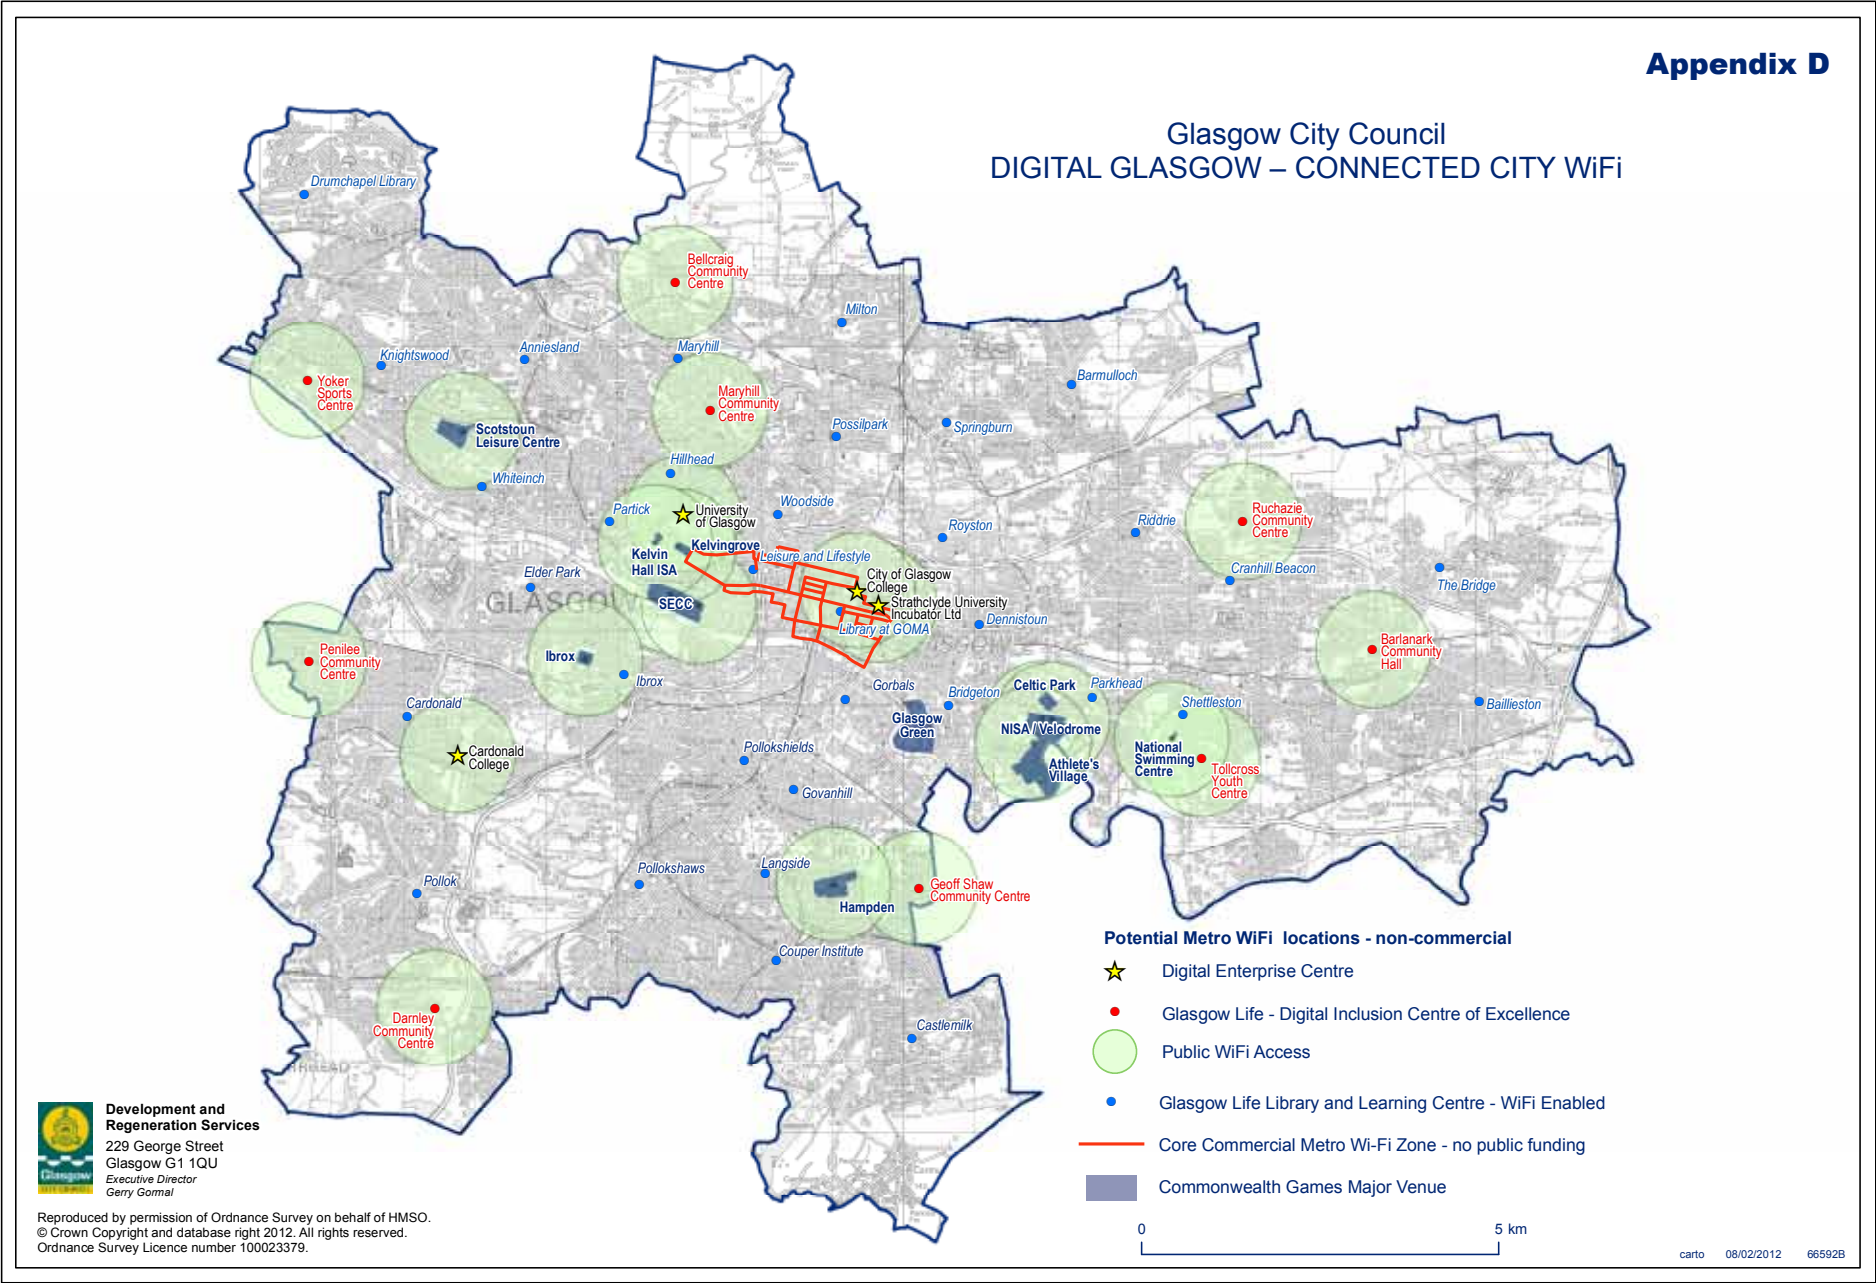 Appendix D
Glasgow City Council
DIGITAL GLASGOW – CONNECTED CITY WiFi
Drumchapel Library
Bellcraig
Community
Centre
Milton
Knightswood
Anniesland
Maryhill
Yoker
Sports
Centre
Maryhill
Community
Centre
Barmulloch
Scotstoun
Leisure Centre
Possilpark
Springburn
Hillhead
Whiteinch
Partick
University
of Glasgow
Woodside
Royston
Riddrie
Ruchazie
Community
Centre
Kelvin
Hall ISA
Kelvingrove
Leisure and Lifestyle
Elder Park
GLASGOW
SECC
City of Glasgow
College
Strathclyde University
Incubator Ltd
Library at GOMA
Dennistoun
Cranhill Beacon
The Bridge
Penilee
Community
Centre
Ibrox
Ibrox
Barlanark
Community
Hall
Cardonald
Gorbals
Bridgeton
Celtic Park
Parkhead
Shettleston
Baillieston
Glasgow
Green
NISA / Velodrome
Cardonald
College
Pollokshields
Athlete's
Village
National
Swimming
Centre
Tollcross
Youth
Centre
Govanhill
Pollok
Pollokshaws
Langside
Hampden
Geoff Shaw
Community Centre
Couper Institute
Darnley
Community
Centre
Castlemilk
Potential Metro WiFi locations - non-commercial
Digital Enterprise Centre
Glasgow Life - Digital Inclusion Centre of Excellence
Public WiFi Access
Glasgow Life Library and Learning Centre - WiFi Enabled
Core Commercial Metro Wi-Fi Zone - no public funding
Commonwealth Games Major Venue
0 5 km
Development and
Regeneration Services
229 George Street
Glasgow G1 1QU
Executive Director
Gerry Gormal
Glasgow
CITY COUNCIL
Reproduced by permission of Ordnance Survey on behalf of HMSO.
© Crown Copyright and database right 2012. All rights reserved.
Ordnance Survey Licence number 100023379.
carto 08/02/2012 66592B